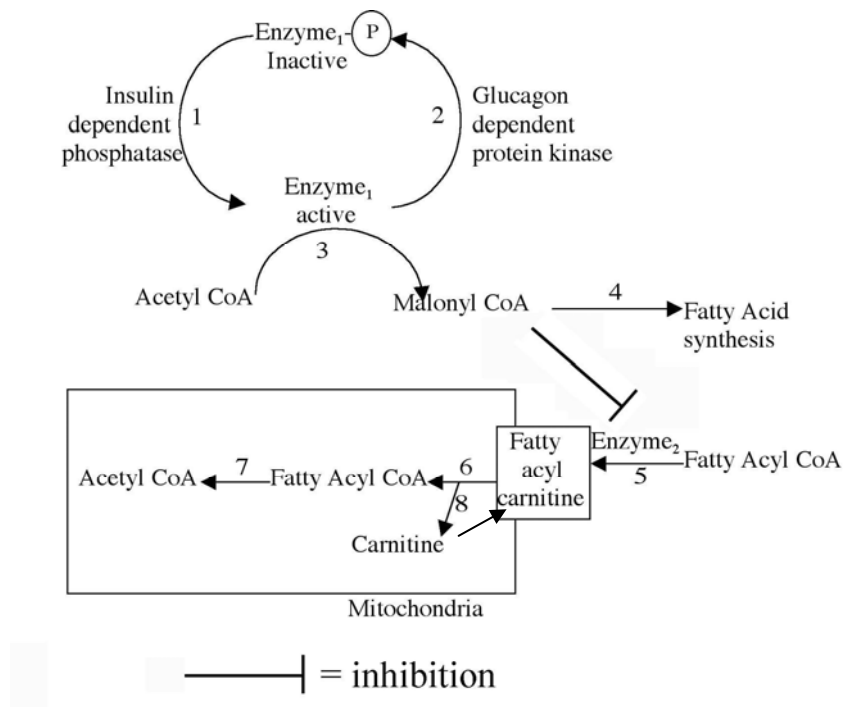 Enzyme₁-P
Inactive
Insulin
dependent
phosphatase
1
2
Glucagon
dependent
protein kinase
Enzyme₁
active
3
Acetyl CoA
Malonyl CoA
4
Fatty Acid
synthesis
Fatty
acyl
carnitine
Enzyme₂
Fatty Acyl CoA
5
6
Fatty Acyl CoA
7
Acetyl CoA
8
Carnitine
Mitochondria
= inhibition